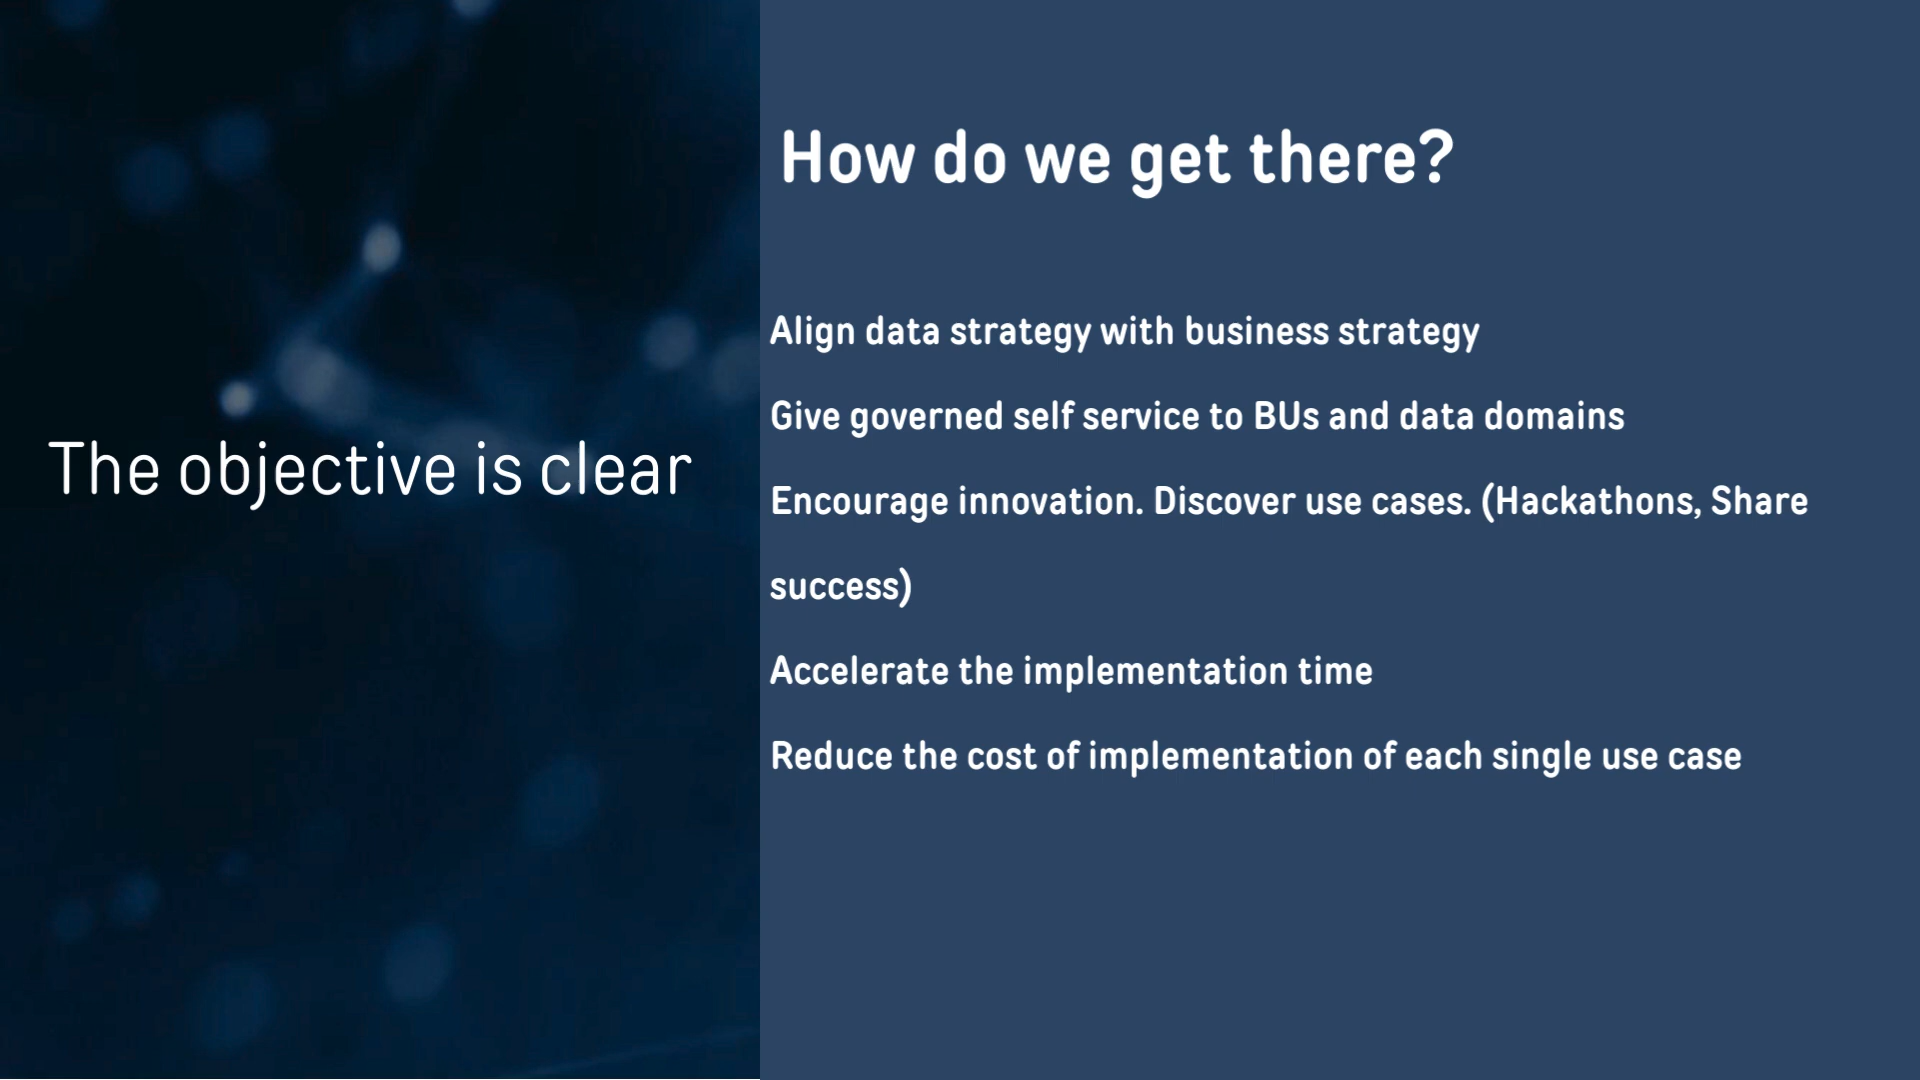 The objective is clear
How do we get there?
Align data strategy with business strategy
Give governed self service to BUs and data domains
Encourage innovation. Discover use cases. (Hackathons, Share
success)
Accelerate the implementation time
Reduce the cost of implementation of each single use case